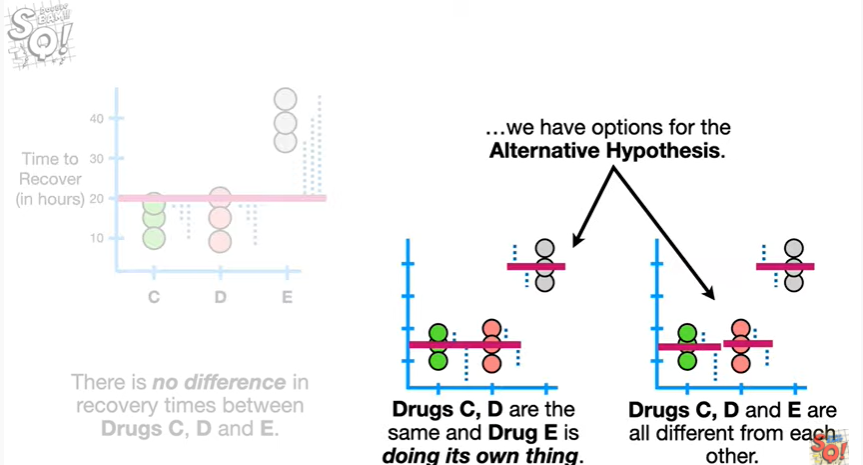 SQ!
…we have options for the
Alternative Hypothesis.
Time to
Recover
(in hours)
40
30
20
10
C
D
E
There is no difference in
recovery times between
Drugs C, D and E.
Drugs C, D are the
same and Drug E is
doing its own thing.
Drugs C, D and E are
all different from each
other.
SQ!